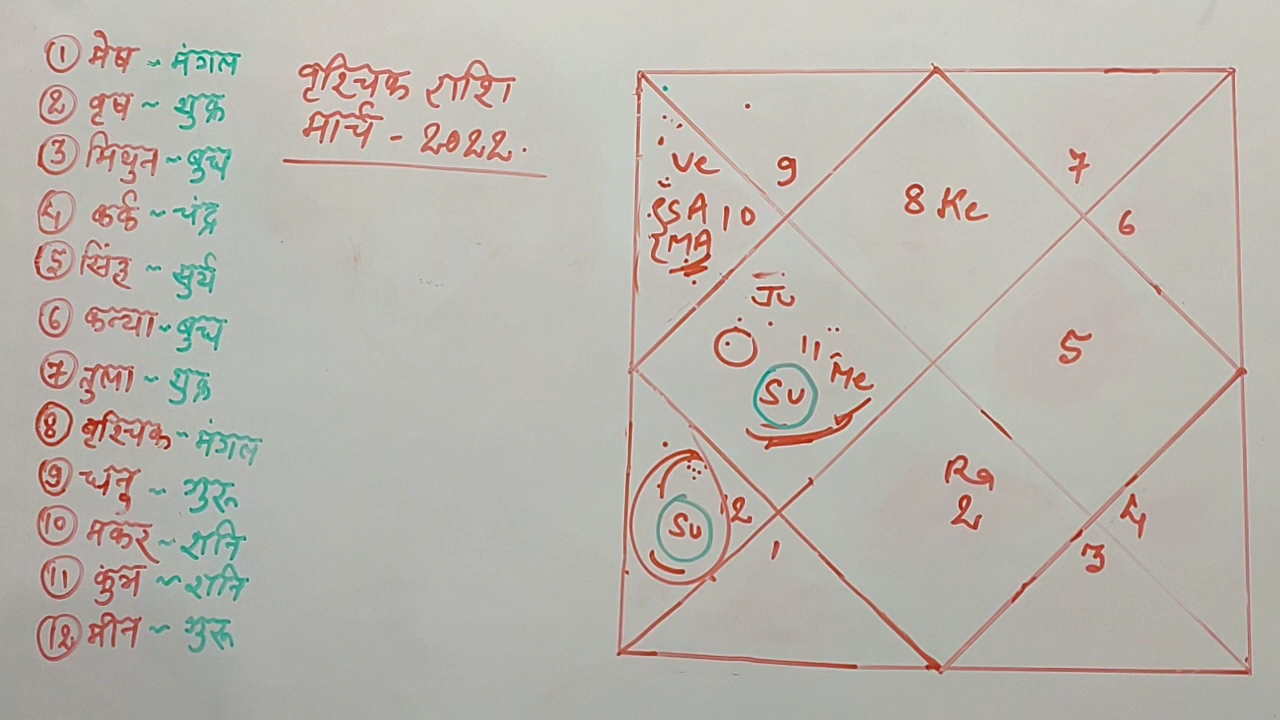 ① मेष ~ मंगल
② वृष ~ शुक्र
③ मिथुन ~ बुध
④ कर्क ~ चंद्र
⑤ सिंह ~ सुर्य
⑥ कन्या ~ बुध
⑦ तुला ~ शुक्र
⑧ वृश्चिक ~ मंगल
⑨ धनु ~ गुरू
⑩ मकर ~ शनि
⑪ कुंभ ~ शनि
⑫ मीन ~ गुरू
वृश्चिक राशि
मार्च - २०२२.
9
7
Ve
SA 10
MA
8 Ke
6
Ju
11
Me
Su
5
Su
12
1
Ra
2
4
3